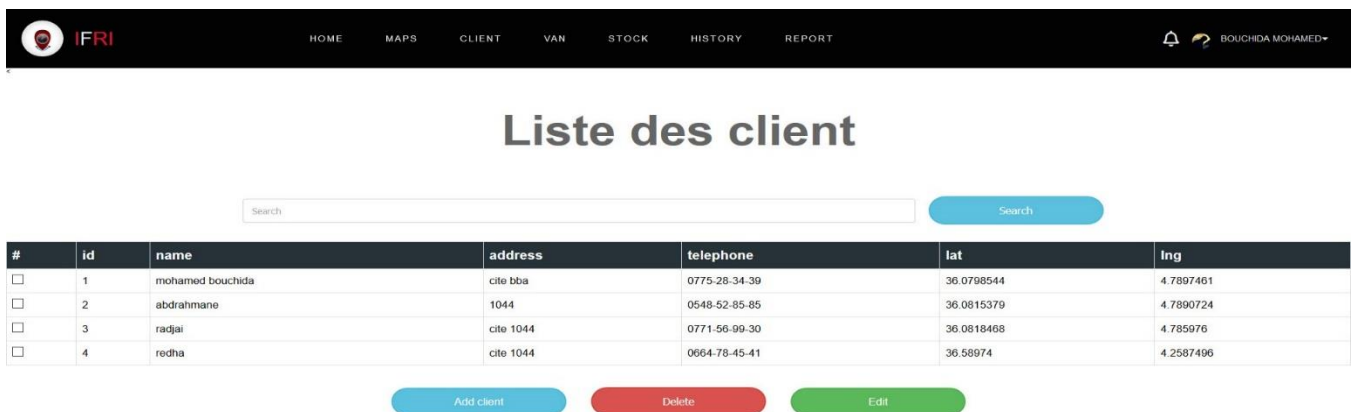 IFRI HOME MAPS CLIENT VAN STOCK HISTORY REPORT BOUCHIDA MOHAMED
<
Liste des client
Search Search
# id name address telephone lat lng
1 mohamed bouchida cite bba 0775-28-34-39 36.0798544 4.7897461
2 abdrahmane 1044 0548-52-85-85 36.0815379 4.7890724
3 radjai cite 1044 0771-56-99-30 36.0818468 4.785976
4 redha cite 1044 0664-78-45-41 36.58974 4.2587496
Add client Delete Edit